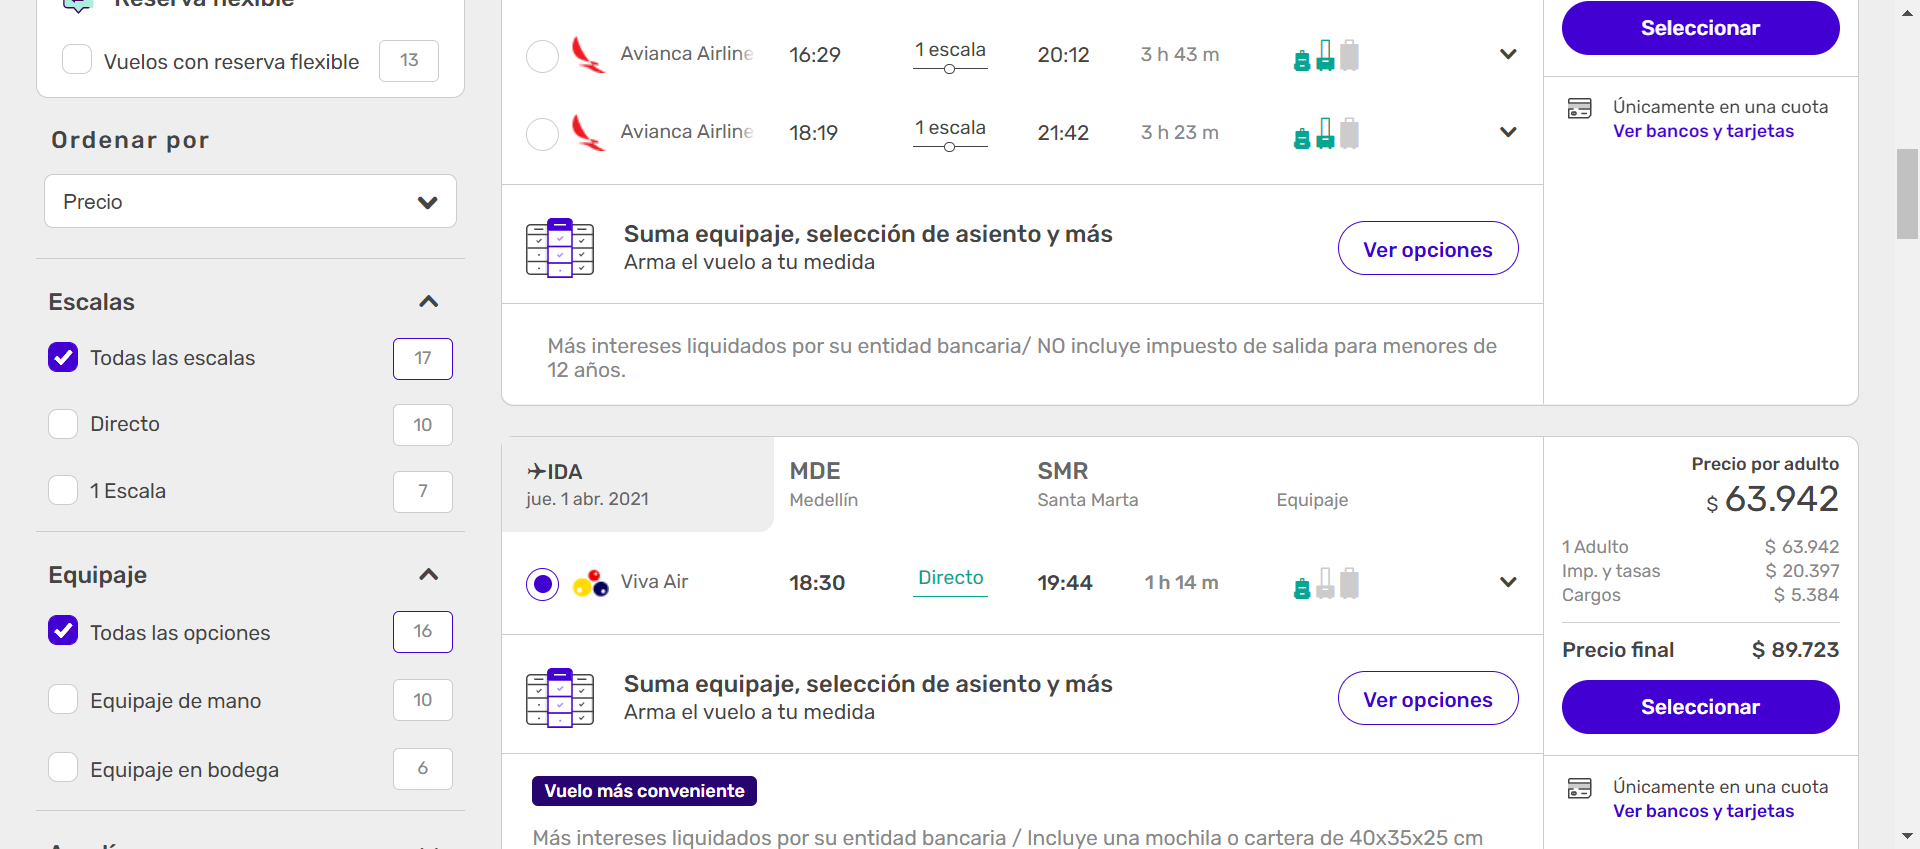 Reserva flexible
Vuelos con reserva flexible 13
Ordenar por
Precio
Escalas
Todas las escalas 17
Directo 10
1 Escala 7
Equipaje
Todas las opciones 16
Equipaje de mano 10
Equipaje en bodega 6
Avianca Airline 16:29 1 escala 20:12 3 h 43 m
Avianca Airline 18:19 1 escala 21:42 3 h 23 m
Suma equipaje, selección de asiento y más
Arma el vuelo a tu medida
Ver opciones
Más intereses liquidados por su entidad bancaria/ NO incluye impuesto de salida para menores de
12 años.
Seleccionar
Únicamente en una cuota
Ver bancos y tarjetas
IDA MDE SMR
jue. 1 abr. 2021 Medellín Santa Marta Equipaje
Viva Air 18:30 Directo 19:44 1 h 14 m
Suma equipaje, selección de asiento y más
Arma el vuelo a tu medida
Ver opciones
Vuelo más conveniente
Más intereses liquidados por su entidad bancaria / Incluye una mochila o cartera de 40x35x25 cm
Precio por adulto
$ 63.942
1 Adulto $ 63.942
Imp. y tasas $ 20.397
Cargos $ 5.384
Precio final $ 89.723
Seleccionar
Únicamente en una cuota
Ver bancos y tarjetas